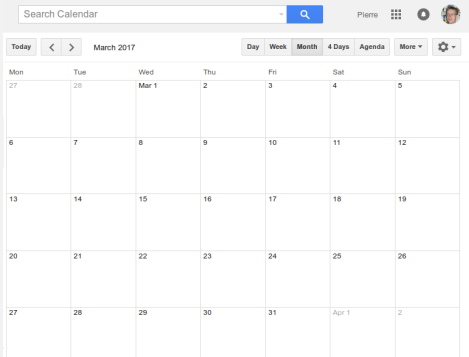 Search Calendar
Pierre
Today
March 2017
Day Week Month 4 Days Agenda
More
Mon Tue Wed Thu Fri Sat Sun
27 28 Mar 1 2 3 4 5
6 7 8 9 10 11 12
13 14 15 16 17 18 19
20 21 22 23 24 25 26
27 28 29 30 31 Apr 1 2